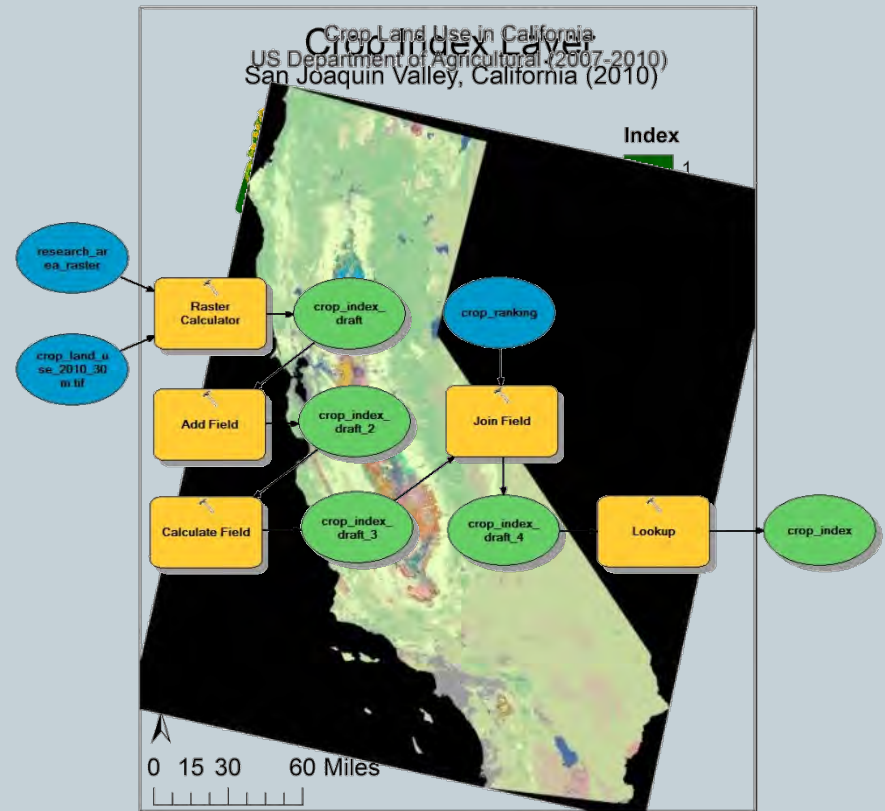 Crop Land Use in California
Crop Index Layer
US Department of Agricultural (2007-2010)
San Joaquin Valley, California (2010)
Index
1
research_ar
ea_raster
Raster
Calculator
crop_index_
draft
crop_ranking
crop_land_u
se_2010_30
m.tif
Add Field
crop_index_
draft_2
Join Field
Calculate Field
crop_index_
draft_3
crop_index_
draft_4
Lookup
crop_index
0 15 30 60 Miles